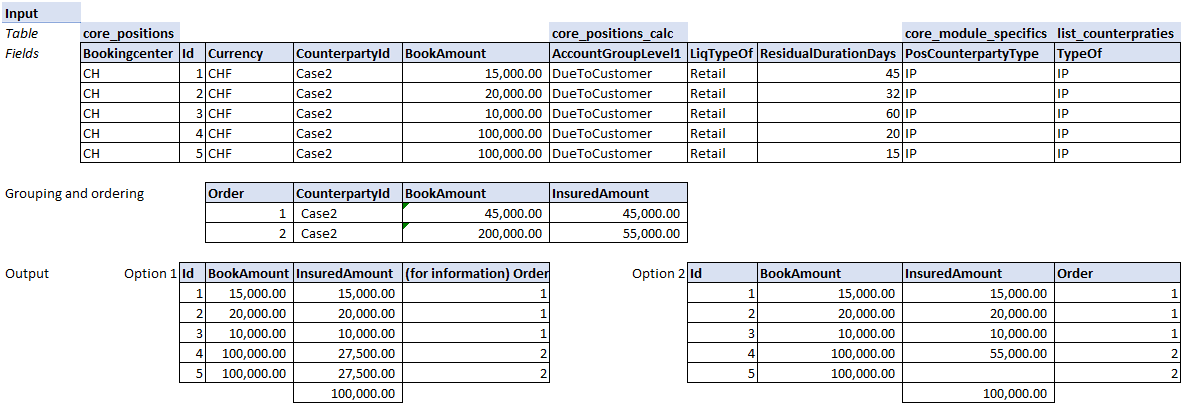 Input
Table core_positions core_positions_calc core_module_specifics list_counterpraties
Fields Bookingcenter Id Currency CounterpartyId BookAmount AccountGroupLevel1 LiqTypeOf ResidualDurationDays PosCounterpartyType TypeOf
CH 1 CHF Case2 15,000.00 DueToCustomer Retail 45 IP IP
CH 2 CHF Case2 20,000.00 DueToCustomer Retail 32 IP IP
CH 3 CHF Case2 10,000.00 DueToCustomer Retail 60 IP IP
CH 4 CHF Case2 100,000.00 DueToCustomer Retail 20 IP IP
CH 5 CHF Case2 100,000.00 DueToCustomer Retail 15 IP IP
Grouping and ordering Order CounterpartyId BookAmount InsuredAmount
1 Case2 45,000.00 45,000.00
2 Case2 200,000.00 55,000.00
Output Option 1 Id BookAmount InsuredAmount (for information) Order Option 2 Id BookAmount InsuredAmount Order
1 15,000.00 15,000.00 1 1 15,000.00 15,000.00 1
2 20,000.00 20,000.00 1 2 20,000.00 20,000.00 1
3 10,000.00 10,000.00 1 3 10,000.00 10,000.00 1
4 100,000.00 27,500.00 2 4 100,000.00 55,000.00 2
5 100,000.00 27,500.00 2 5 100,000.00 2
100,000.00 100,000.00